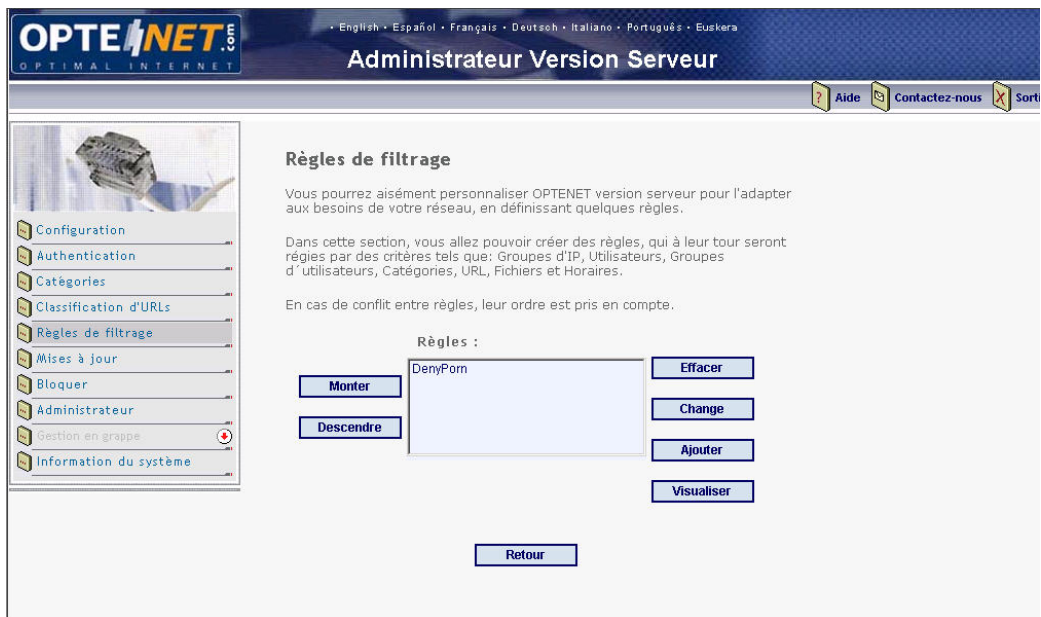 OPTENET.com
OPTIMAL INTERNET
• English • Español • Français • Deutsch • Italiano • Português • Euskera
Administrateur Version Serveur
? Aide
Contactez-nous
X Sorti
Configuration
Authentication
Catégories
Classification d'URLs
Règles de filtrage
Mises à jour
Bloquer
Administrateur
Gestion en grappe
Information du système
Règles de filtrage
Vous pourrez aisément personnaliser OPTENET version serveur pour l'adapter
aux besoins de votre réseau, en définissant quelques règles.
Dans cette section, vous allez pouvoir créer des règles, qui à leur tour seront
régies par des critères tels que: Groupes d'IP, Utilisateurs, Groupes
d´utilisateurs, Catégories, URL, Fichiers et Horaires.
En cas de conflit entre règles, leur ordre est pris en compte.
Règles :
DenyPorn
Monter
Descendre
Effacer
Change
Ajouter
Visualiser
Retour